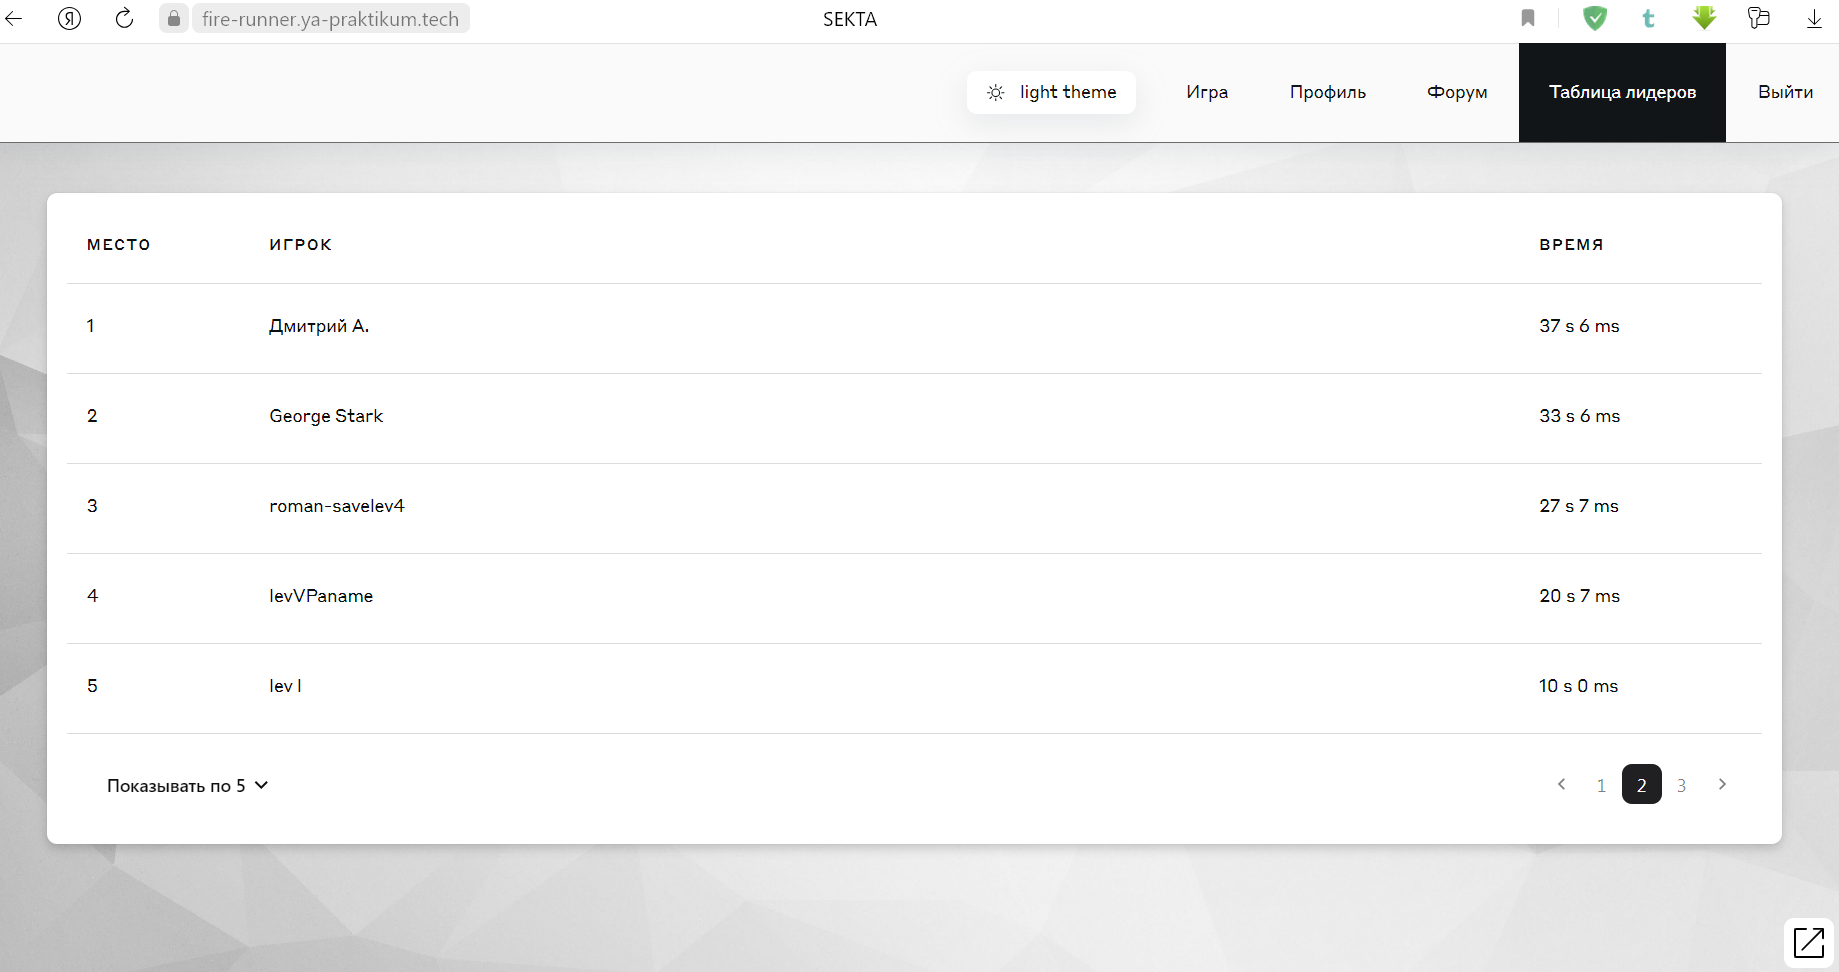 Я fire-runner.ya-praktikum.tech SEKTA t
light theme Игра Профиль Форум Таблица лидеров Выйти
МЕСТО ИГРОК ВРЕМЯ
1 Дмитрий А. 37 s 6 ms
2 George Stark 33 s 6 ms
3 roman-savelev4 27 s 7 ms
4 levVPaname 20 s 7 ms
5 lev l 10 s 0 ms
Показывать по 5 1 2 3